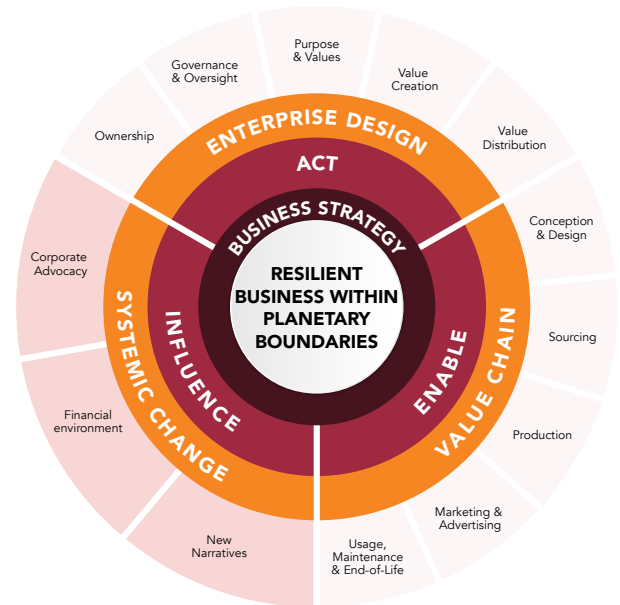 Purpose
& Values
Governance
& Oversight
Value
Creation
Ownership
Value
Distribution
ENTERPRISE DESIGN
ACT
BUSINESS STRATEGY
RESILIENT
BUSINESS WITHIN
PLANETARY
BOUNDARIES
Conception
& Design
Sourcing
Production
Marketing &
Advertising
Usage,
Maintenance
& End-of-Life
VALUE CHAIN
ENABLE
Corporate
Advocacy
Financial
environment
New
Narratives
SYSTEMIC CHANGE
INFLUENCE